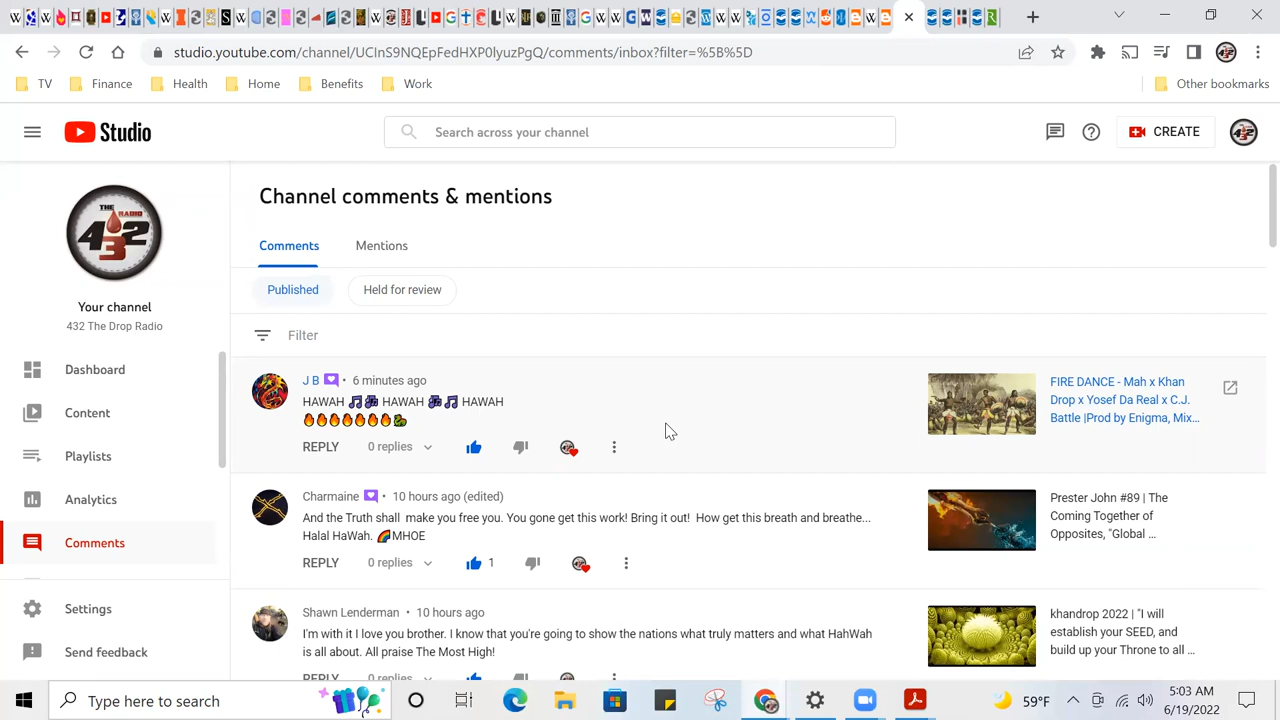 studio.youtube.com/channel/UCInS9NQEpFedHXP0lyuzPgQ/comments/inbox?filter=%5B%5D
TV
Finance
Health
Home
Benefits
Work
Other bookmarks
Studio
Search across your channel
CREATE
THE RADIO
432
Your channel
432 The Drop Radio
Dashboard
Content
Playlists
Analytics
Comments
Settings
Send feedback
Channel comments & mentions
Comments
Mentions
Published
Held for review
Filter
J B • 6 minutes ago
HAWAH 🎵🎶 HAWAH 🎶🎵 HAWAH
🔥🔥🔥🔥🔥🔥🔥🐲
REPLY 0 replies
FIRE DANCE - Mah x Khan
Drop x Yosef Da Real x C.J.
Battle |Prod by Enigma, Mix...
Charmaine • 10 hours ago (edited)
And the Truth shall make you free you. You gone get this work! Bring it out! How get this breath and breathe...
Halal HaWah. 🌈MHOE
REPLY 0 replies 1
Prester John #89 | The
Coming Together of
Opposites, "Global ...
Shawn Lenderman • 10 hours ago
I'm with it I love you brother. I know that you're going to show the nations what truly matters and what HahWah
is all about. All praise The Most High!
0 replies
khandrop 2022 | "I will
establish your SEED, and
build up your Throne to all ...
Type here to search
59°F
5:03 AM
6/19/2022